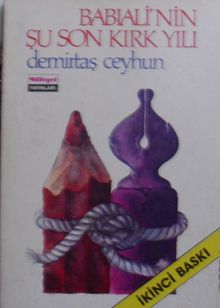 BABIALİ'NİN
ŞU SON KIRK YILI
demirtaş ceyhun
Milliyet
YAYINLARI
İKİNCİ BASKI